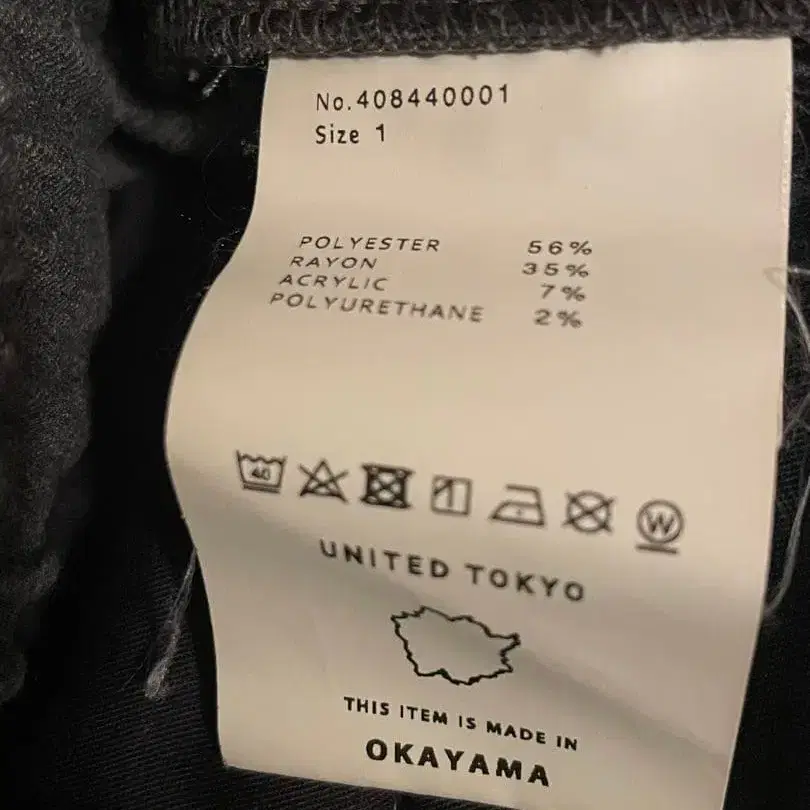 No.408440001
Size 1
POLYESTER 56%
RAYON 35%
ACRYLIC 7%
POLYURETHANE 2%
40
W
UNITED TOKYO
THIS ITEM IS MADE IN
OKAYAMA